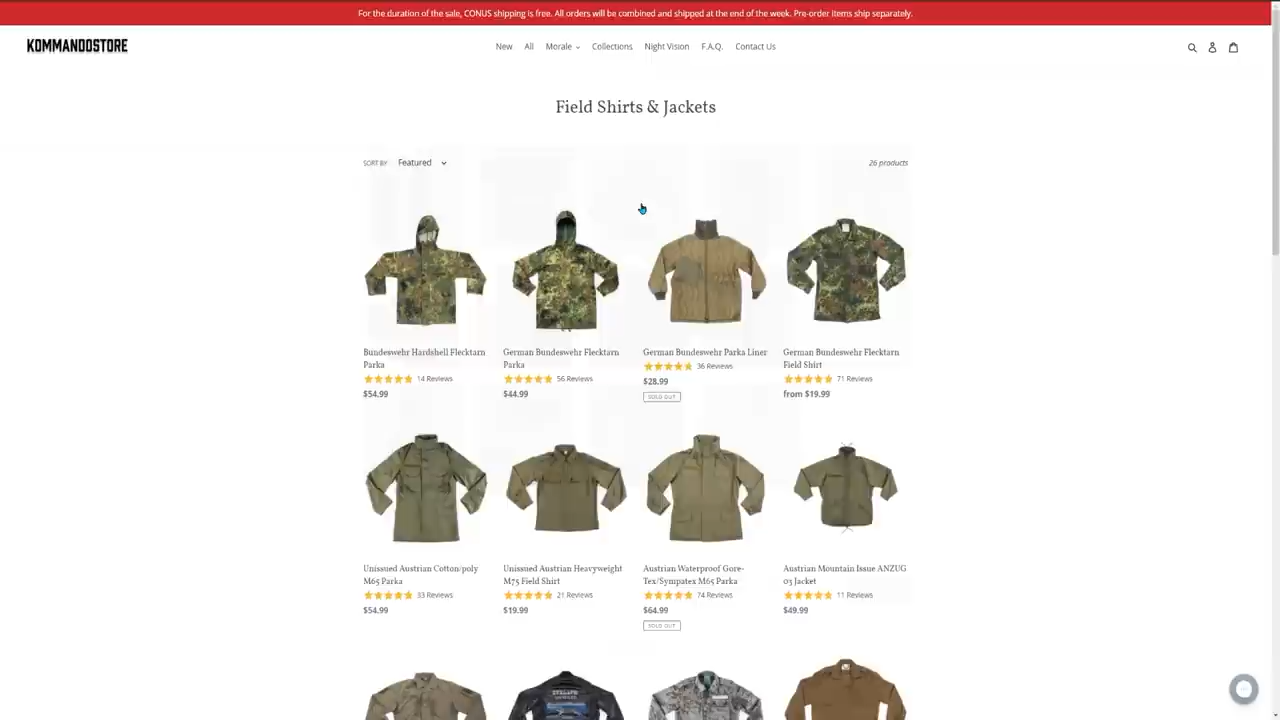 For the duration of the sale, CONUS shipping is free. All orders will be combined and shipped at the end of the week. Pre-order items ship separately.
KOMMANDOSTORE
New All Morale Collections Night Vision F.A.Q. Contact Us
Field Shirts & Jackets
SORT BY Featured 26 products
Bundeswehr Hardshell Flecktarn
Parka
14 Reviews
$54.99
German Bundeswehr Flecktarn
Parka
56 Reviews
$44.99
German Bundeswehr Parka Liner
36 Reviews
$28.99
SOLD OUT
German Bundeswehr Flecktarn
Field Shirt
71 Reviews
from $19.99
Unissued Austrian Cotton/poly
M65 Parka
33 Reviews
$54.99
Unissued Austrian Heavyweight
M75 Field Shirt
21 Reviews
$19.99
Austrian Waterproof Gore-
Tex/Sympatex M65 Parka
74 Reviews
$64.99
SOLD OUT
Austrian Mountain Issue ANZUG
03 Jacket
11 Reviews
$49.99